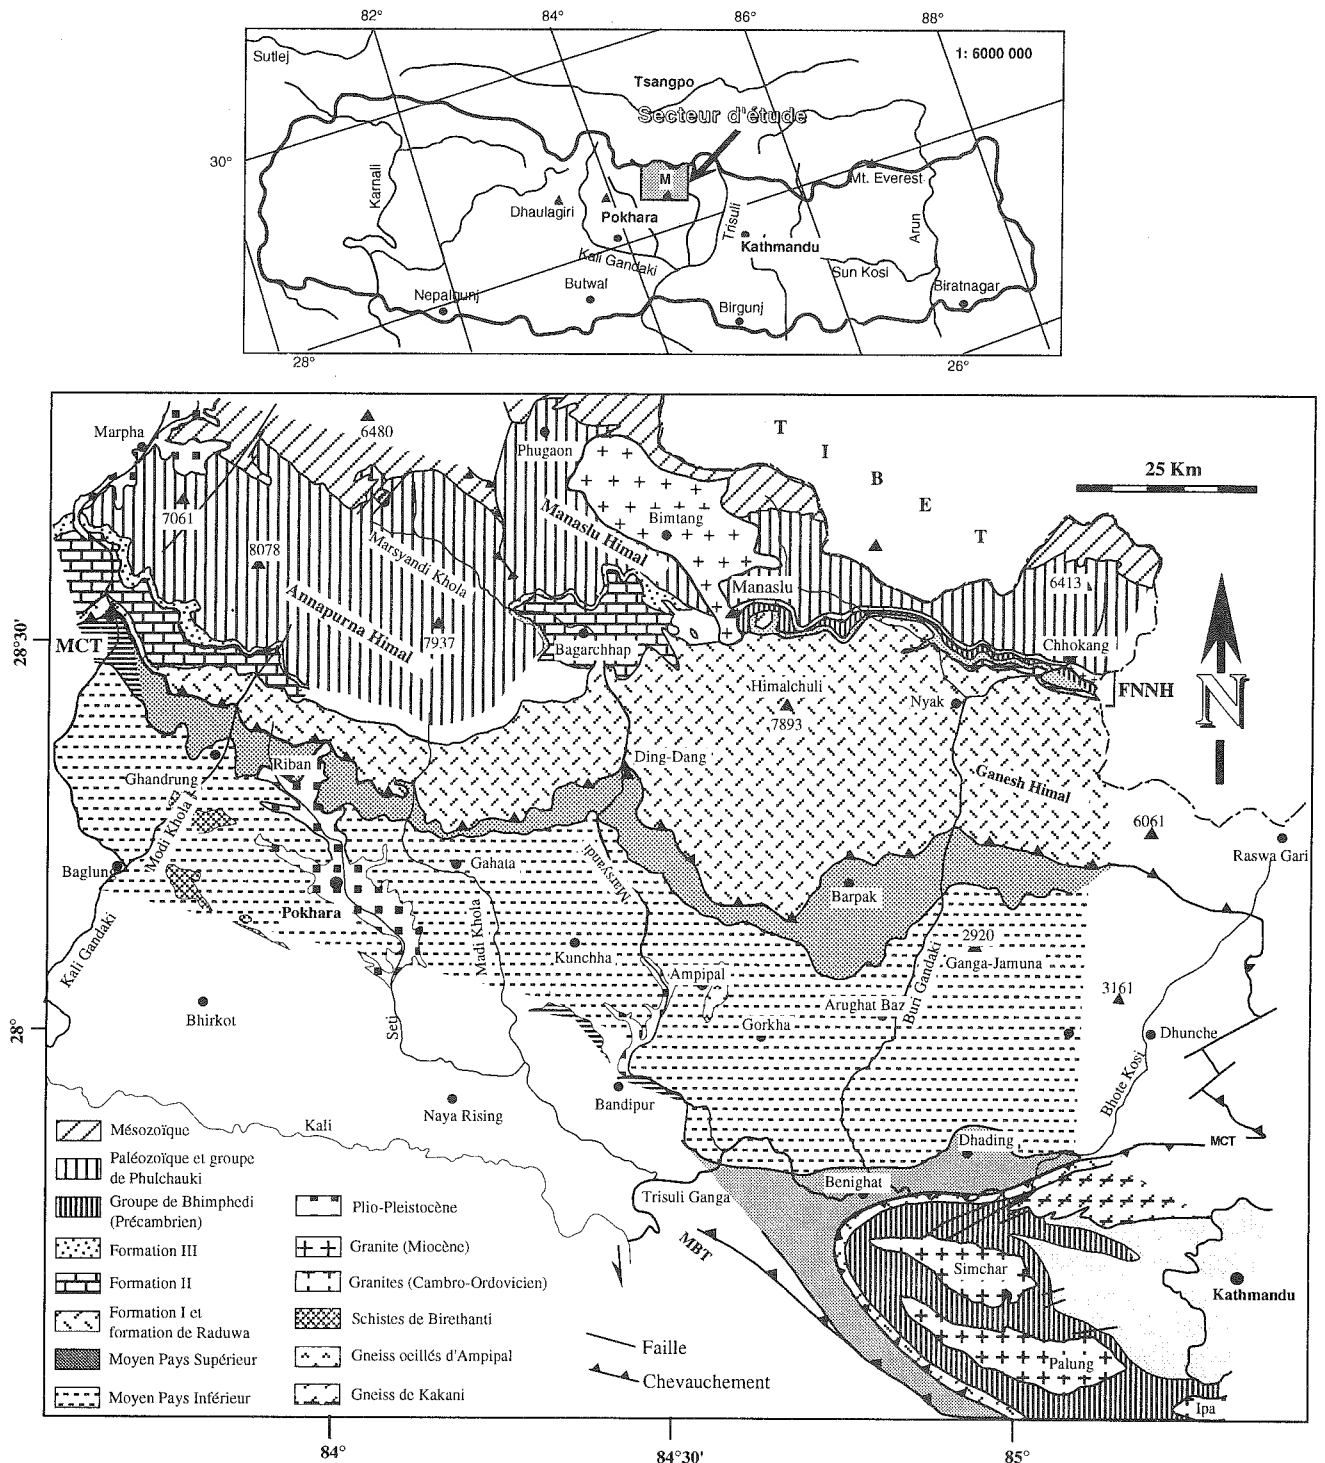 82°
84°
86°
88°
1: 6000 000
Sutlej
Tsangpo
Secteur d'étude
30°
Karnali
M
Mt. Everest
Dhaulagiri
Pokhara
Trisuli
Arun
Kathmandu
Kali Gandaki
Sun Kosi
Nepalgunj
Butwal
Birgunj
Biratnagar
28°
26°
Marpha
6480
Phugaon
T
I
B
E
T
25 Km
7061
8078
Marsyandi Khola
Manaslu Himal
Bimtang
Annapurna Himal
7937
Manaslu
6413
28°30'
MCT
Bagarchhap
Chhokang
FNNH
N
Himalchuli
7893
Nyak
Ghandrung
Riban
Ding-Dang
Ganesh Himal
6061
Raswa Gari
Modi Khola
Baglung
Gahata
Marsyandi
Barpak
Pokhara
Kali Gandaki
Madi Khola
Kunchha
Ampipal
2920
Ganga-Jamuna
3161
Bhirkot
Seti
Gorkha
Arughat Baz
Buri Gandaki
Dhunche
28°
Bhote Kosi
Naya Rising
Bandipur
Kali
Dhading
MCT
Trisuli Ganga
Benighat
MBT
Simchar
Kathmandu
Palung
Ipa
Mésozoïque
Paléozoïque et groupe
de Phulchauki
Groupe de Bhimphedi
(Précambrien)
Formation III
Formation II
Formation I et
formation de Raduwa
Moyen Pays Supérieur
Moyen Pays Inférieur
Plio-Pleistocène
Granite (Miocène)
Granites (Cambro-Ordovicien)
Schistes de Birethanti
Gneiss oeillés d'Ampipal
Gneiss de Kakani
Faille
Chevauchement
84°
84°30'
85°